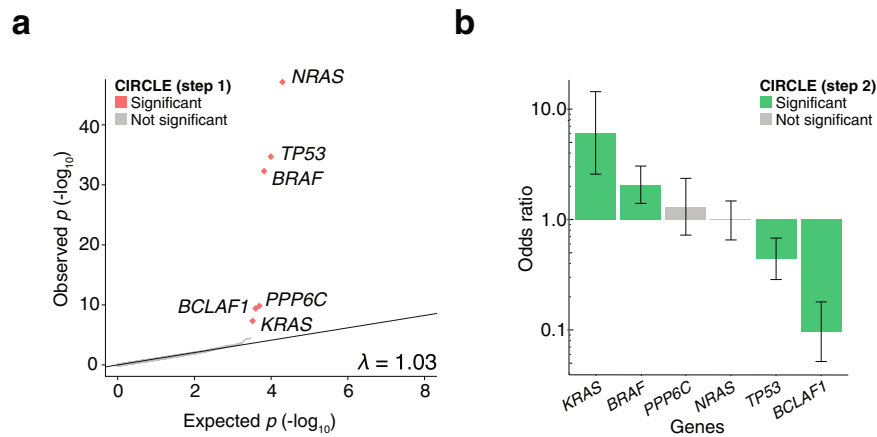 a
CIRCLE (step 1)
Significant
Not significant
NRAS
TP53
BRAF
BCLAF1
PPP6C
KRAS
λ = 1.03
Observed p (-log10)
40
30
20
10
0
0 2 4 6 8
Expected p (-log10)
b
CIRCLE (step 2)
Significant
Not significant
Odds ratio
10.0
1.0
0.1
KRAS BRAF PPP6C NRAS TP53 BCLAF1
Genes